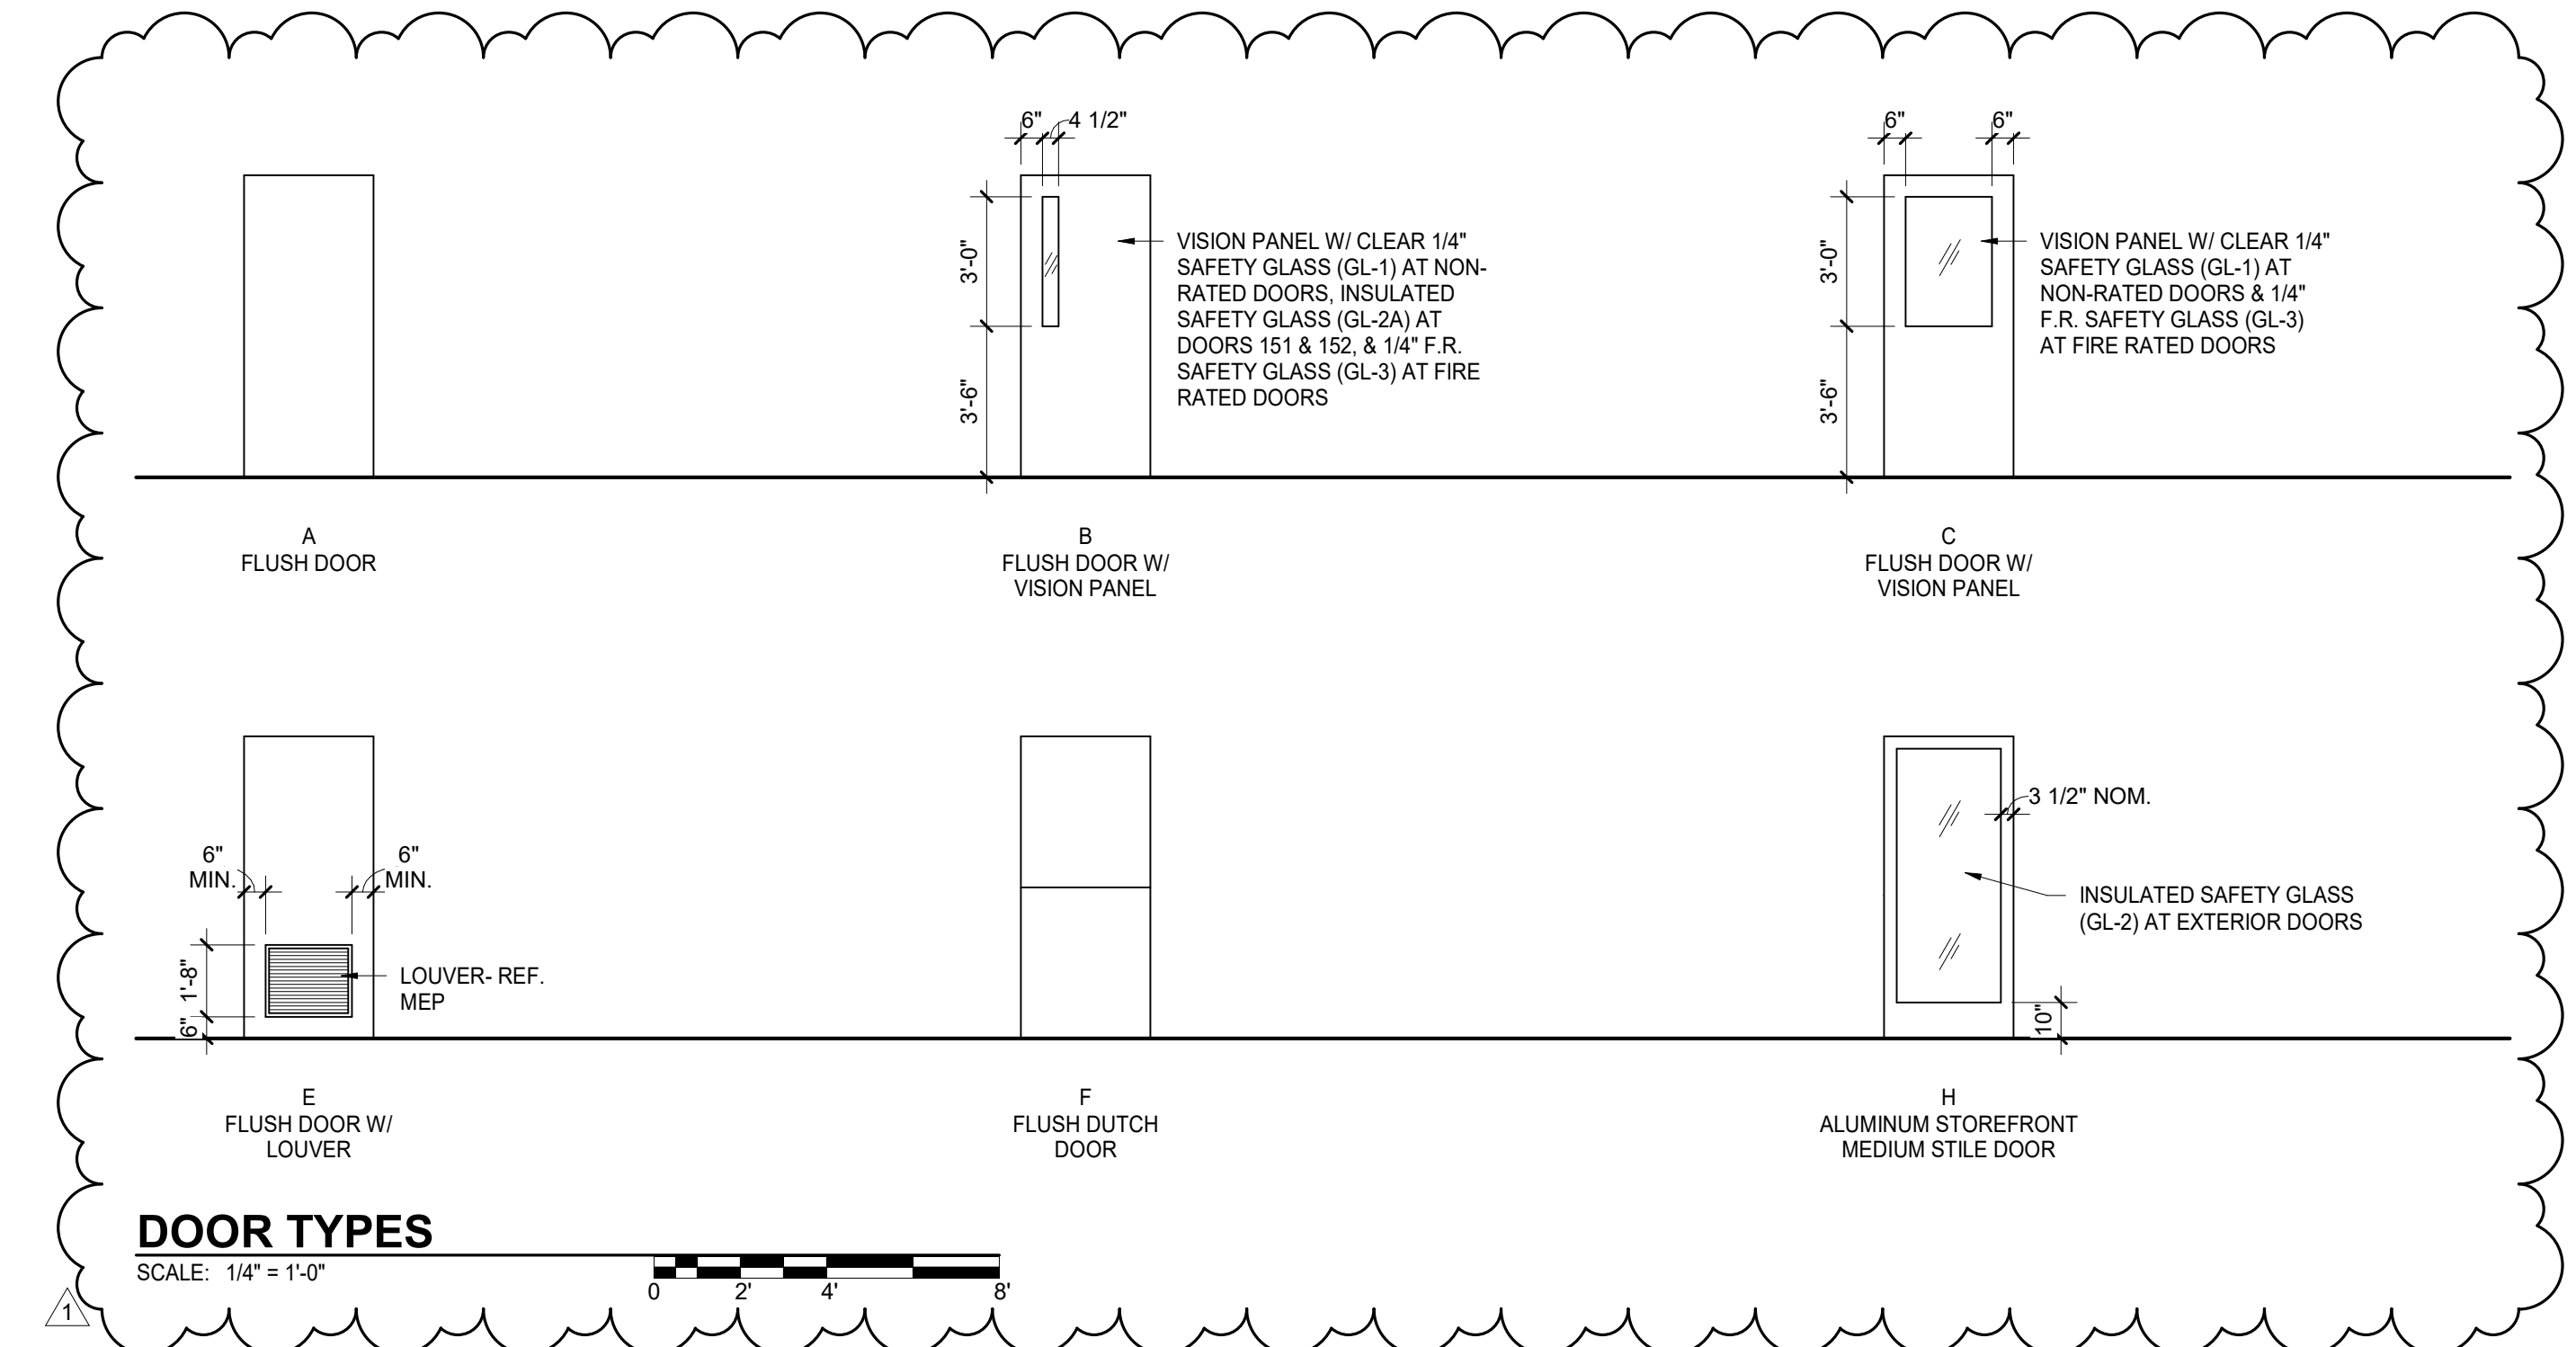 6" 4 1/2"
3'-0"
3'-6"
VISION PANEL W/ CLEAR 1/4"
SAFETY GLASS (GL-1) AT NON-
RATED DOORS, INSULATED
SAFETY GLASS (GL-2A) AT
DOORS 151 & 152, & 1/4" F.R.
SAFETY GLASS (GL-3) AT FIRE
RATED DOORS
6" 6"
3'-0"
3'-6"
VISION PANEL W/ CLEAR 1/4"
SAFETY GLASS (GL-1) AT
NON-RATED DOORS & 1/4"
F.R. SAFETY GLASS (GL-3)
AT FIRE RATED DOORS
A
FLUSH DOOR
B
FLUSH DOOR W/
VISION PANEL
C
FLUSH DOOR W/
VISION PANEL
6"
MIN.
6"
MIN.
1'-8"
6"
LOUVER- REF.
MEP
3 1/2" NOM.
INSULATED SAFETY GLASS
(GL-2) AT EXTERIOR DOORS
10"
E
FLUSH DOOR W/
LOUVER
F
FLUSH DUTCH
DOOR
H
ALUMINUM STOREFRONT
MEDIUM STILE DOOR
DOOR TYPES
SCALE: 1/4" = 1'-0"
0 2' 4' 8'
1